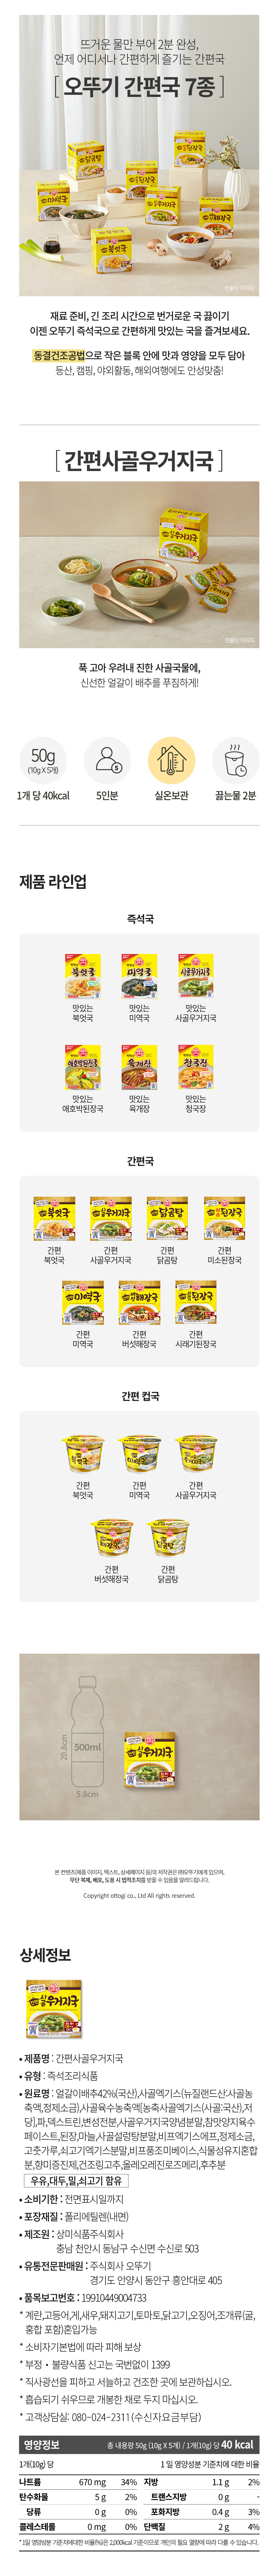 뜨거운 물만 부어 2분 완성,
언제 어디서나 간편하게 즐기는 간편국
[오뚜기 간편국 7종]
연출된 이미지
재료 준비, 긴 조리 시간으로 번거로운 국 끓이기
이젠 오뚜기 즉석국으로 간편하게 맛있는 국을 즐겨보세요.
동결건조공법으로 작은 블록 안에 맛과 영양을 모두 담아
등산, 캠핑, 야외활동, 해외여행에도 안성맞춤!
[간편사골우거지국]
연출된 이미지
푹 고아 우려내 진한 사골국물에,
신선한 얼갈이 배추를 푸짐하게!
50g
(10g X 5개)
1개 당 40kcal
5인분
실온보관
끓는물 2분
제품 라인업
즉석국
맛있는
북엇국
맛있는
미역국
맛있는
사골우거지국
맛있는
애호박된장국
맛있는
육개장
맛있는
청국장
간편국
간편
북엇국
간편
사골우거지국
간편
닭곰탕
간편
미소된장국
간편
미역국
간편
버섯해장국
간편
시래기된장국
간편 컵국
간편
북엇국
간편
미역국
간편
사골우거지국
간편
버섯해장국
간편
닭곰탕
20.8cm
500ml
5.8cm
본 컨텐츠(제품 이미지, 텍스트, 상세페이지 등)의 저작권은 ㈜오뚜기에게 있으며,
무단 복제, 배포, 도용 시 법적조치를 받을 수 있음을 알려드립니다.
Copyright ottogi co., Ltd All rights reserved.
상세정보
• 제품명 : 간편사골우거지국
• 유형 : 즉석조리식품
• 원료명 : 얼갈이배추42%(국산),사골엑기스(뉴질랜드산:사골농
축액,정제소금),사골육수농축액[농축사골엑기스(사골:국산),저
당],파,덱스트린,변성전분,사골우거지국양념분말,참맛양지육수
페이스트,된장,마늘,사골설렁탕분말,비프엑기스에프,정제소금,
고춧가루,쇠고기엑기스분말,비프풍조미베이스,식물성유지혼합
분,향미증진제,건조링고추,올레오레진로즈메리,후추분
우유,대두,밀,쇠고기 함유
• 소비기한 : 전면표시일까지
• 포장재질 : 폴리에틸렌(내면)
• 제조원 : 상미식품주식회사
충남 천안시 동남구 수신면 수신로 503
• 유통전문판매원 : 주식회사 오뚜기
경기도 안양시 동안구 흥안대로 405
• 품목보고번호 : 19910449004733
* 계란,고등어,게,새우,돼지고기,토마토,닭고기,오징어,조개류(굴,
홍합 포함)혼입가능
* 소비자기본법에 따라 피해 보상
* 부정・불량식품 신고는 국번없이 1399
* 직사광선을 피하고 서늘하고 건조한 곳에 보관하십시오.
* 흡습되기 쉬우므로 개봉한 채로 두지 마십시오.
* 고객상담실: 080-024-2311(수신자요금부담)
영양정보 총 내용량 50g (10g X 5개) / 1개(10g) 당 40 kcal
1개(10g) 당 1일 영양성분 기준치에 대한 비율
나트륨 670 mg 34% 지방 1.1 g 2%
탄수화물 5 g 2% 트랜스지방 0 g -
당류 0 g 0% 포화지방 0.4 g 3%
콜레스테롤 0 mg 0% 단백질 2 g 4%
* 1일 영양성분 기준치에대한 비율(%)은 2,000kcal 기준이므로 개인의 필요 열량에 따라 다를 수 있습니다.